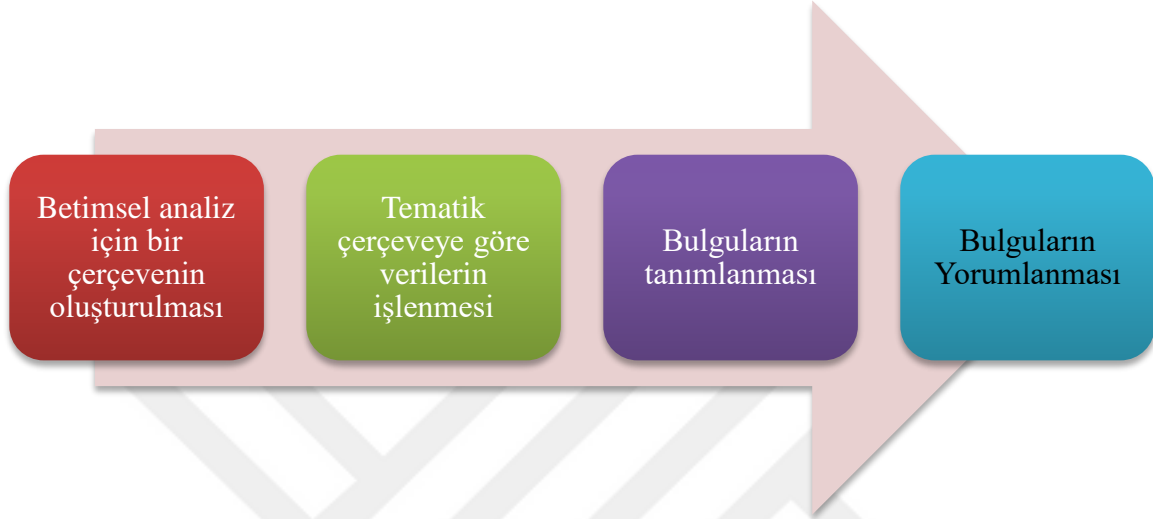 Betimsel analiz
için bir
çerçevenin
oluşturulması
Tematik
çerçeveye göre
verilerin
işlenmesi
Bulguların
tanımlanması
Bulguların
Yorumlanması